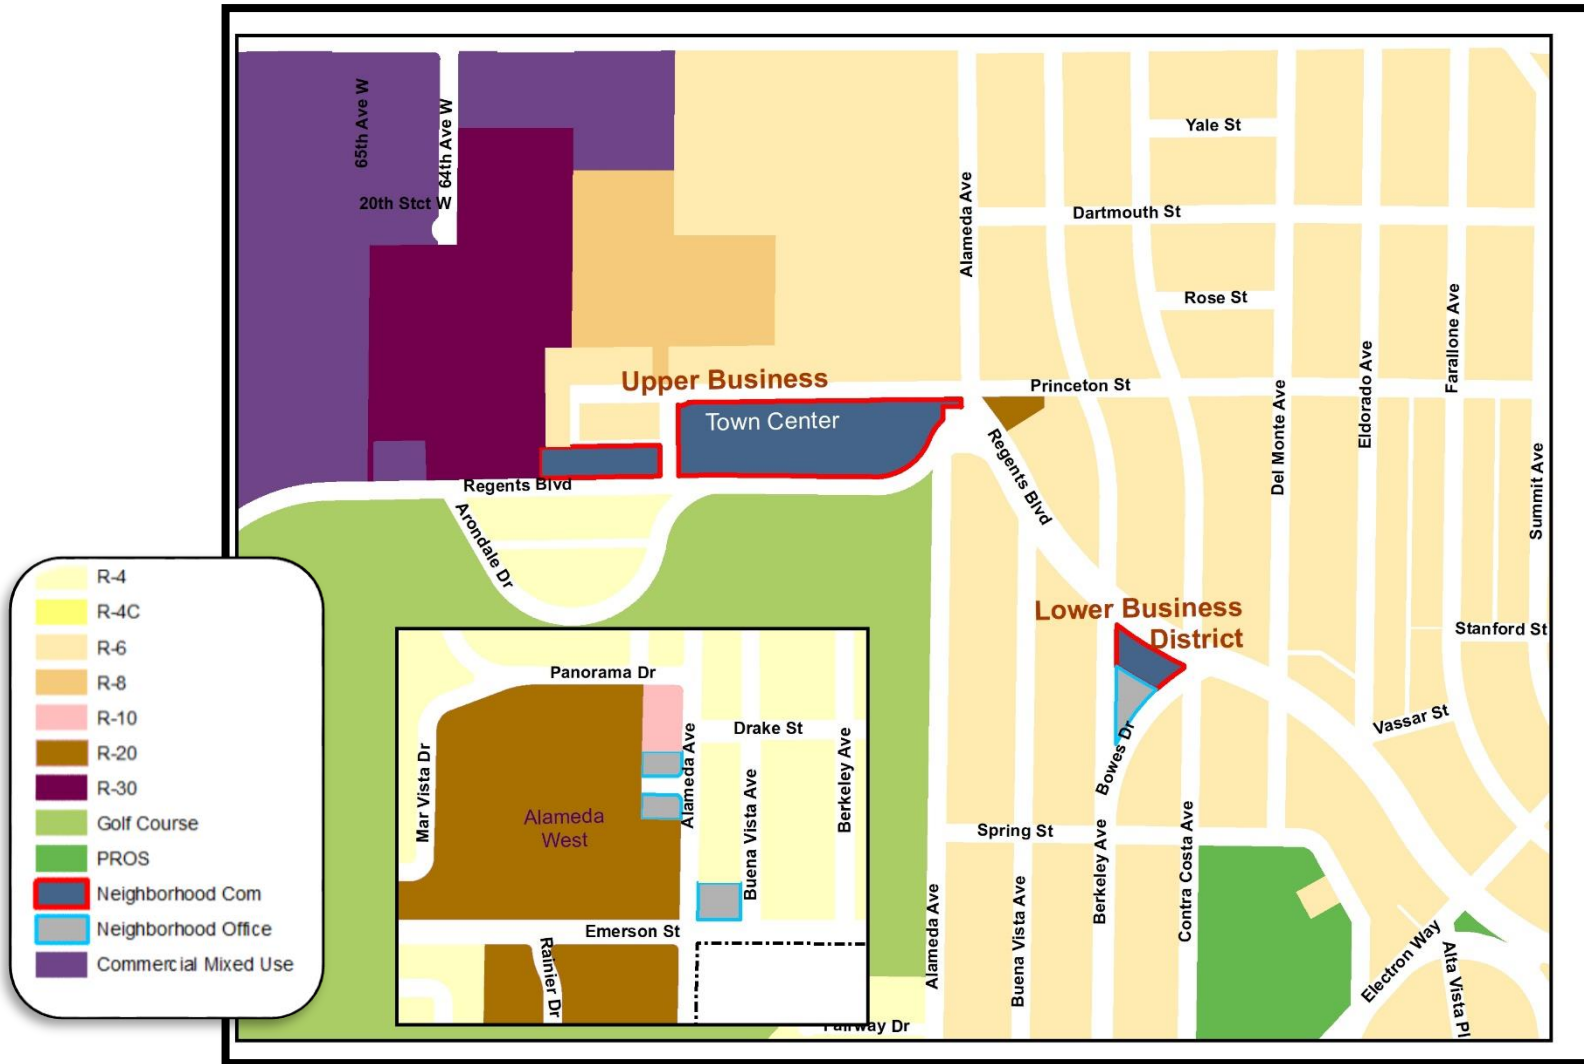 65th Ave W
64th Ave W
20th Stct W
Yale St
Alameda Ave
Dartmouth St
Rose St
Farallone Ave
Eldorado Ave
Upper Business
Princeton St
Del Monte Ave
Town Center
Regents Blvd
Regents Blvd
Summit Ave
Arondale Dr
Lower Business
District
Stanford St
Vassar St
Bowes Dr
Spring St
Berkeley Ave
Contra Costa Ave
Alameda Ave
Buena Vista Ave
Electron Way
Alta Vista Pl
Fairway Dr
Panorama Dr
Drake St
Mar Vista Dr
Alameda Ave
Buena Vista Ave
Berkeley Ave
Alameda
West
Emerson St
Rainier Dr
R-4
R-4C
R-6
R-8
R-10
R-20
R-30
Golf Course
PROS
Neighborhood Com
Neighborhood Office
Commercial Mixed Use